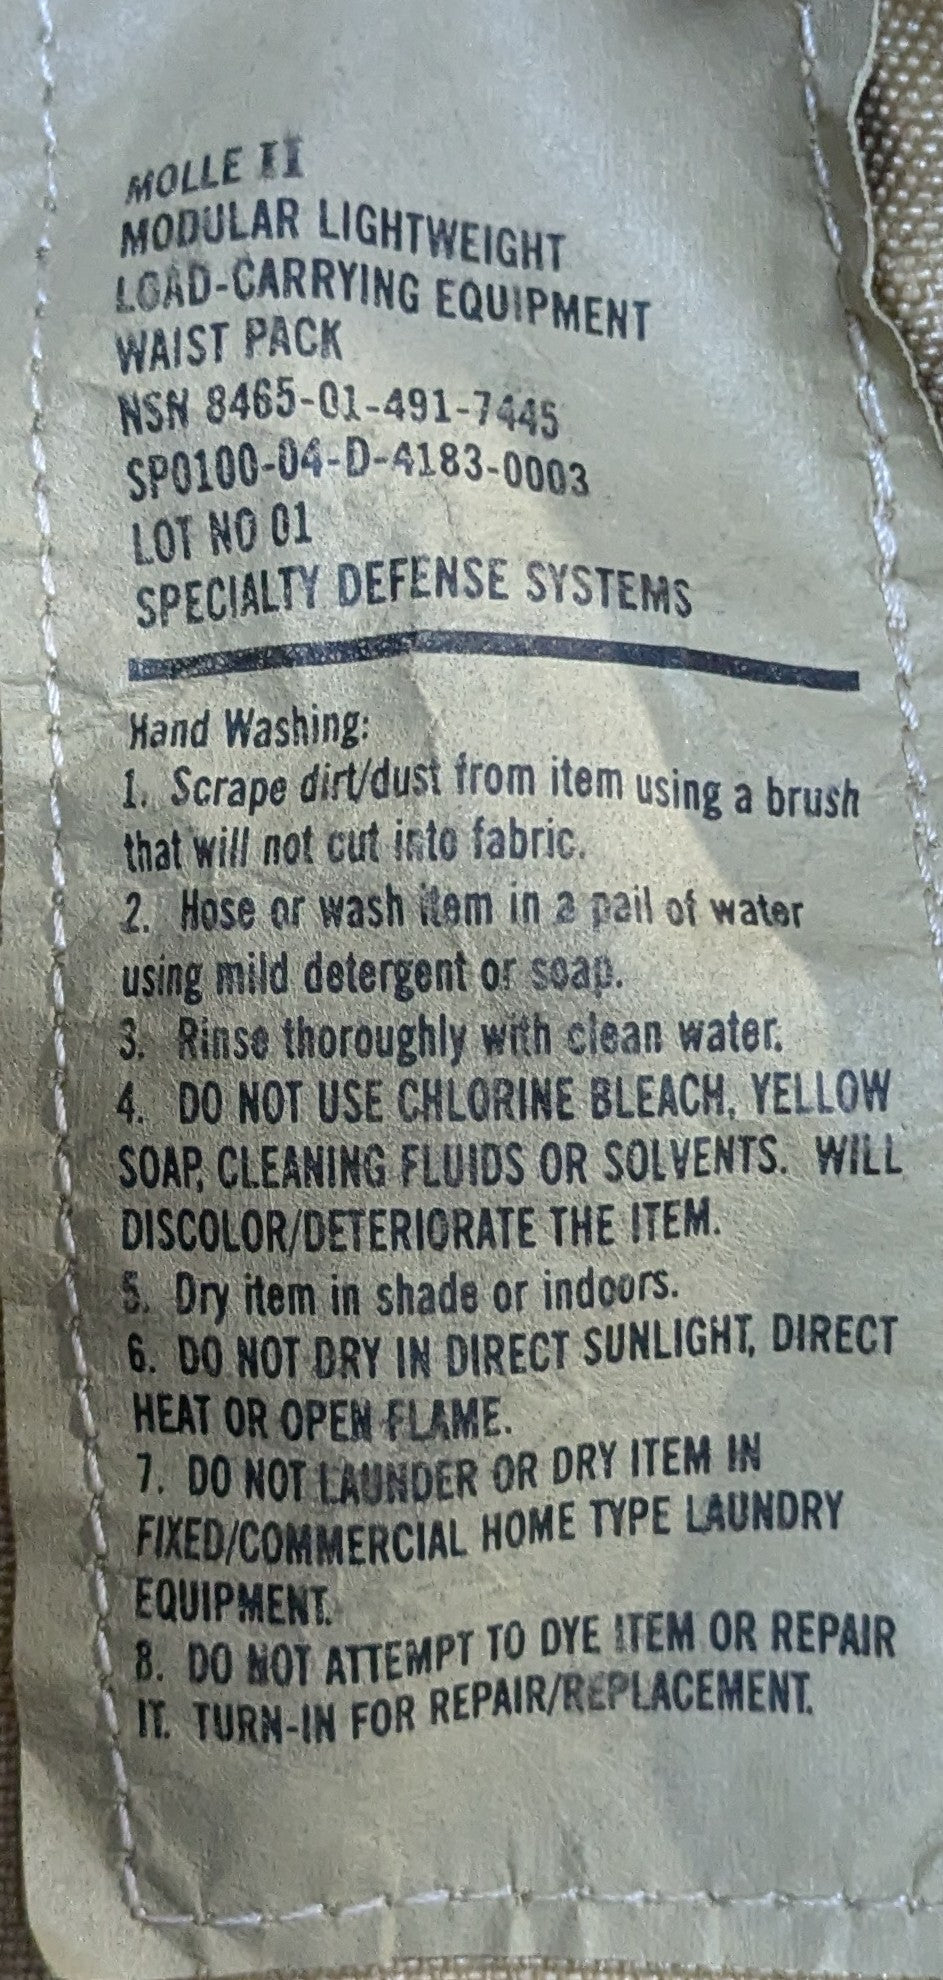 MOLLE II
MODULAR LIGHTWEIGHT
LOAD-CARRYING EQUIPMENT
WAIST PACK
NSN 8465-01-491-7445
SP0100-04-D-4183-0003
LOT NO 01
SPECIALTY DEFENSE SYSTEMS
Hand Washing:
1. Scrape dirt/dust from item using a brush
that will not cut into fabric.
2. Hose or wash item in a pail of water
using mild detergent or soap.
3. Rinse thoroughly with clean water.
4. DO NOT USE CHLORINE BLEACH, YELLOW
SOAP, CLEANING FLUIDS OR SOLVENTS. WILL
DISCOLOR/DETERIORATE THE ITEM.
5. Dry item in shade or indoors.
6. DO NOT DRY IN DIRECT SUNLIGHT, DIRECT
HEAT OR OPEN FLAME.
7. DO NOT LAUNDER OR DRY ITEM IN
FIXED/COMMERCIAL HOME TYPE LAUNDRY
EQUIPMENT.
8. DO NOT ATTEMPT TO DYE ITEM OR REPAIR
IT. TURN-IN FOR REPAIR/REPLACEMENT.